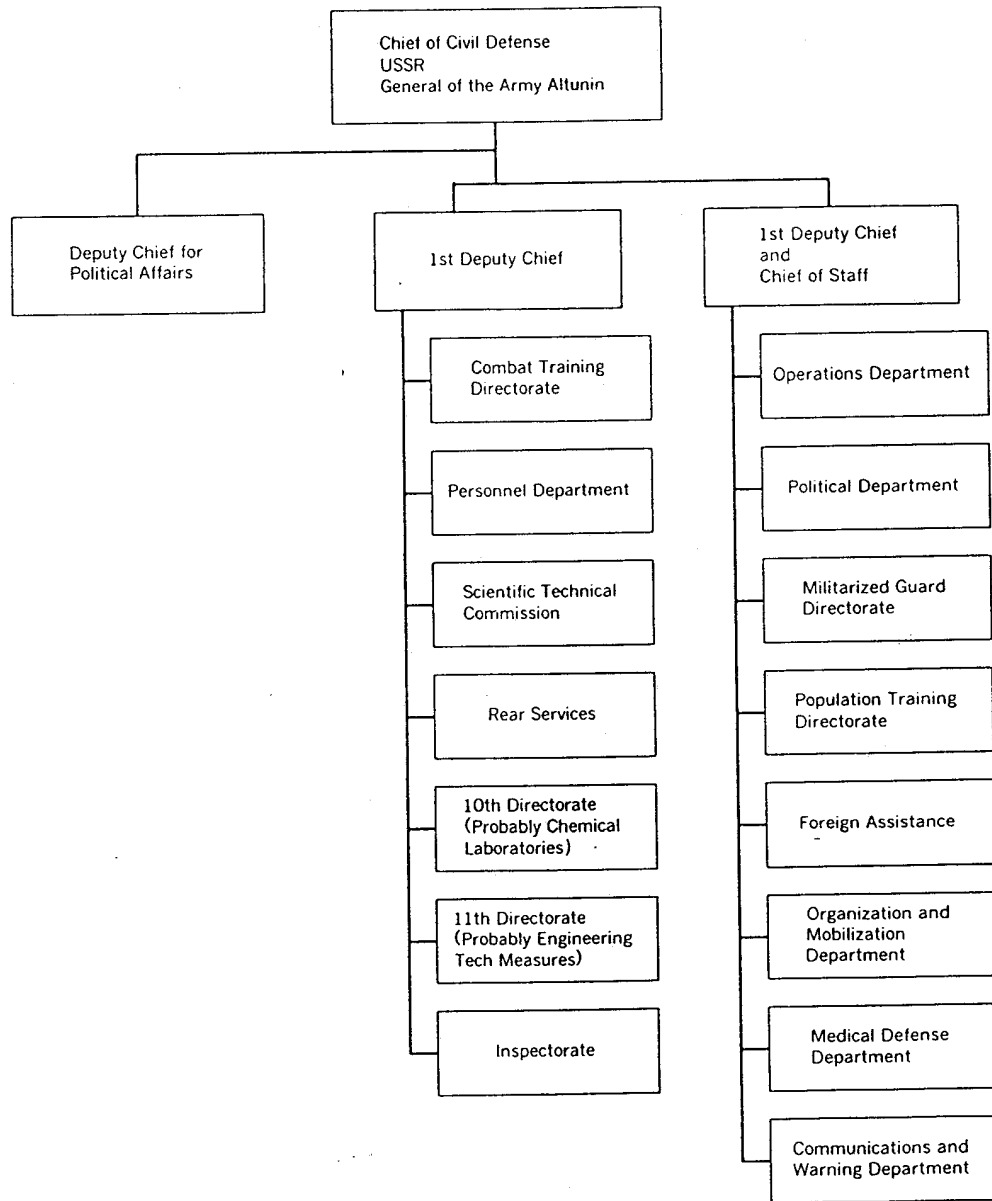 Chief of Civil Defense
USSR
General of the Army Altunin
Deputy Chief for
Political Affairs
1st Deputy Chief
1st Deputy Chief
and
Chief of Staff
Combat Training
Directorate
Personnel Department
Scientific Technical
Commission
Rear Services
10th Directorate
(Probably Chemical
Laboratories)
11th Directorate
(Probably Engineering
Tech Measures)
Inspectorate
Operations Department
Political Department
Militarized Guard
Directorate
Population Training
Directorate
Foreign Assistance
Organization and
Mobilization
Department
Medical Defense
Department
Communications and
Warning Department